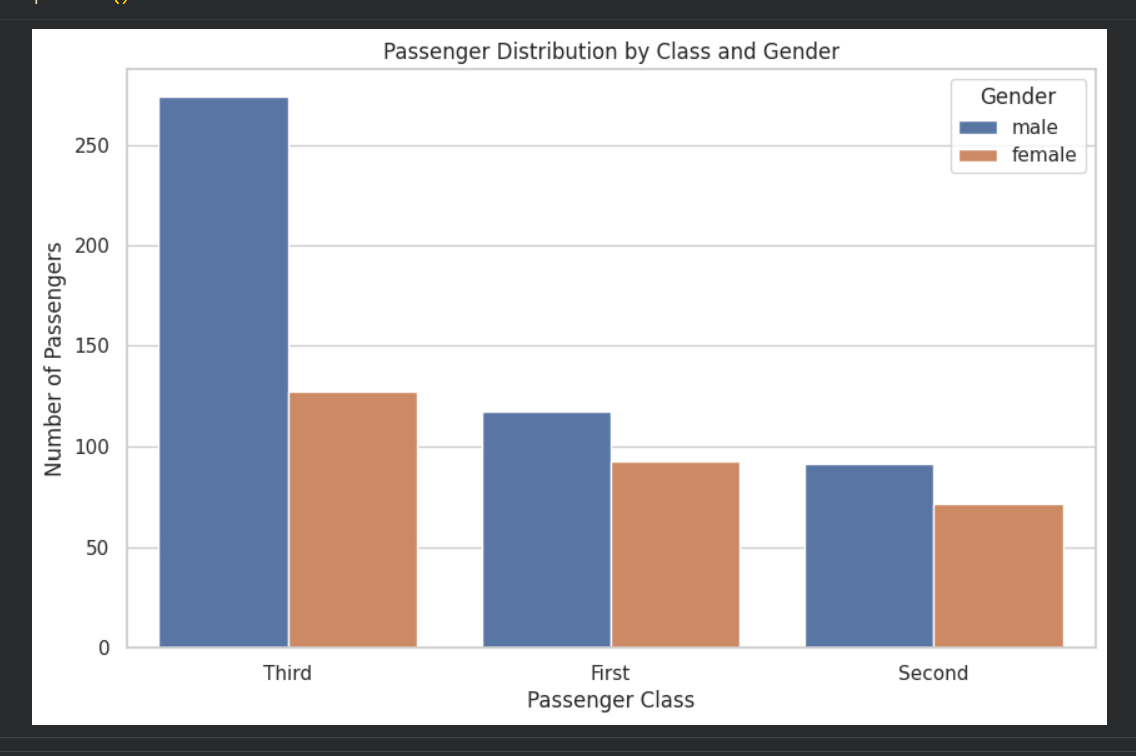 ()
Passenger Distribution by Class and Gender
Gender
male
female
Number of Passengers
250
200
150
100
50
0
Third
First
Second
Passenger Class